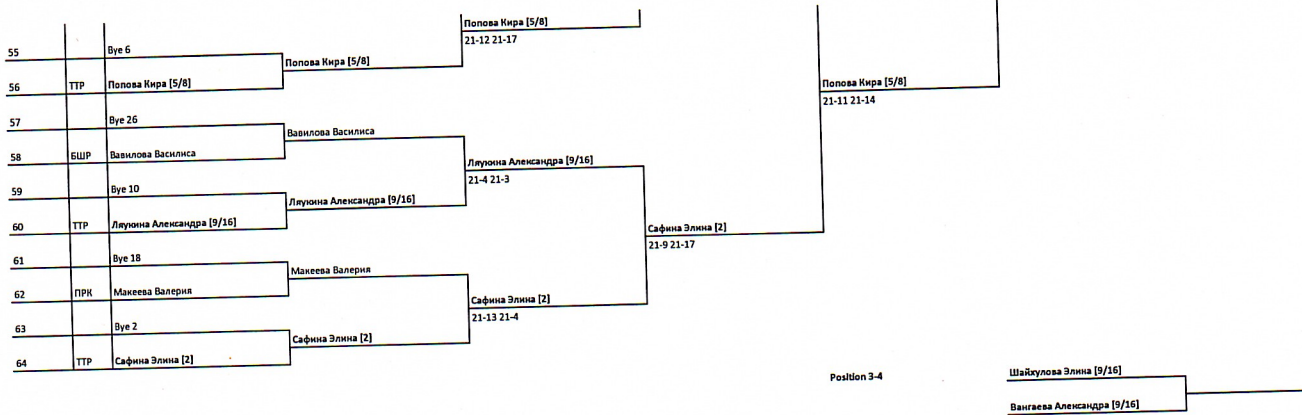 Попова Кира [5/8]
21-12 21-17
55 Bye 6
Попова Кира [5/8]
56 ТТР Попова Кира [5/8]
Попова Кира [5/8]
21-11 21-14
57 Bye 26
Вавилова Василиса
58 БШР Вавилова Василиса
Ляукина Александра [9/16]
21-4 21-3
59 Bye 10
Ляукина Александра [9/16]
60 ТТР Ляукина Александра [9/16]
Сафина Элина [2]
21-9 21-17
61 Bye 18
Макеева Валерия
62 ПРК Макеева Валерия
Сафина Элина [2]
21-13 21-4
63 Bye 2
Сафина Элина [2]
64 ТТР Сафина Элина [2]
Position 3-4
Шайхулова Элина [9/16]
Вангаева Александра [9/16]